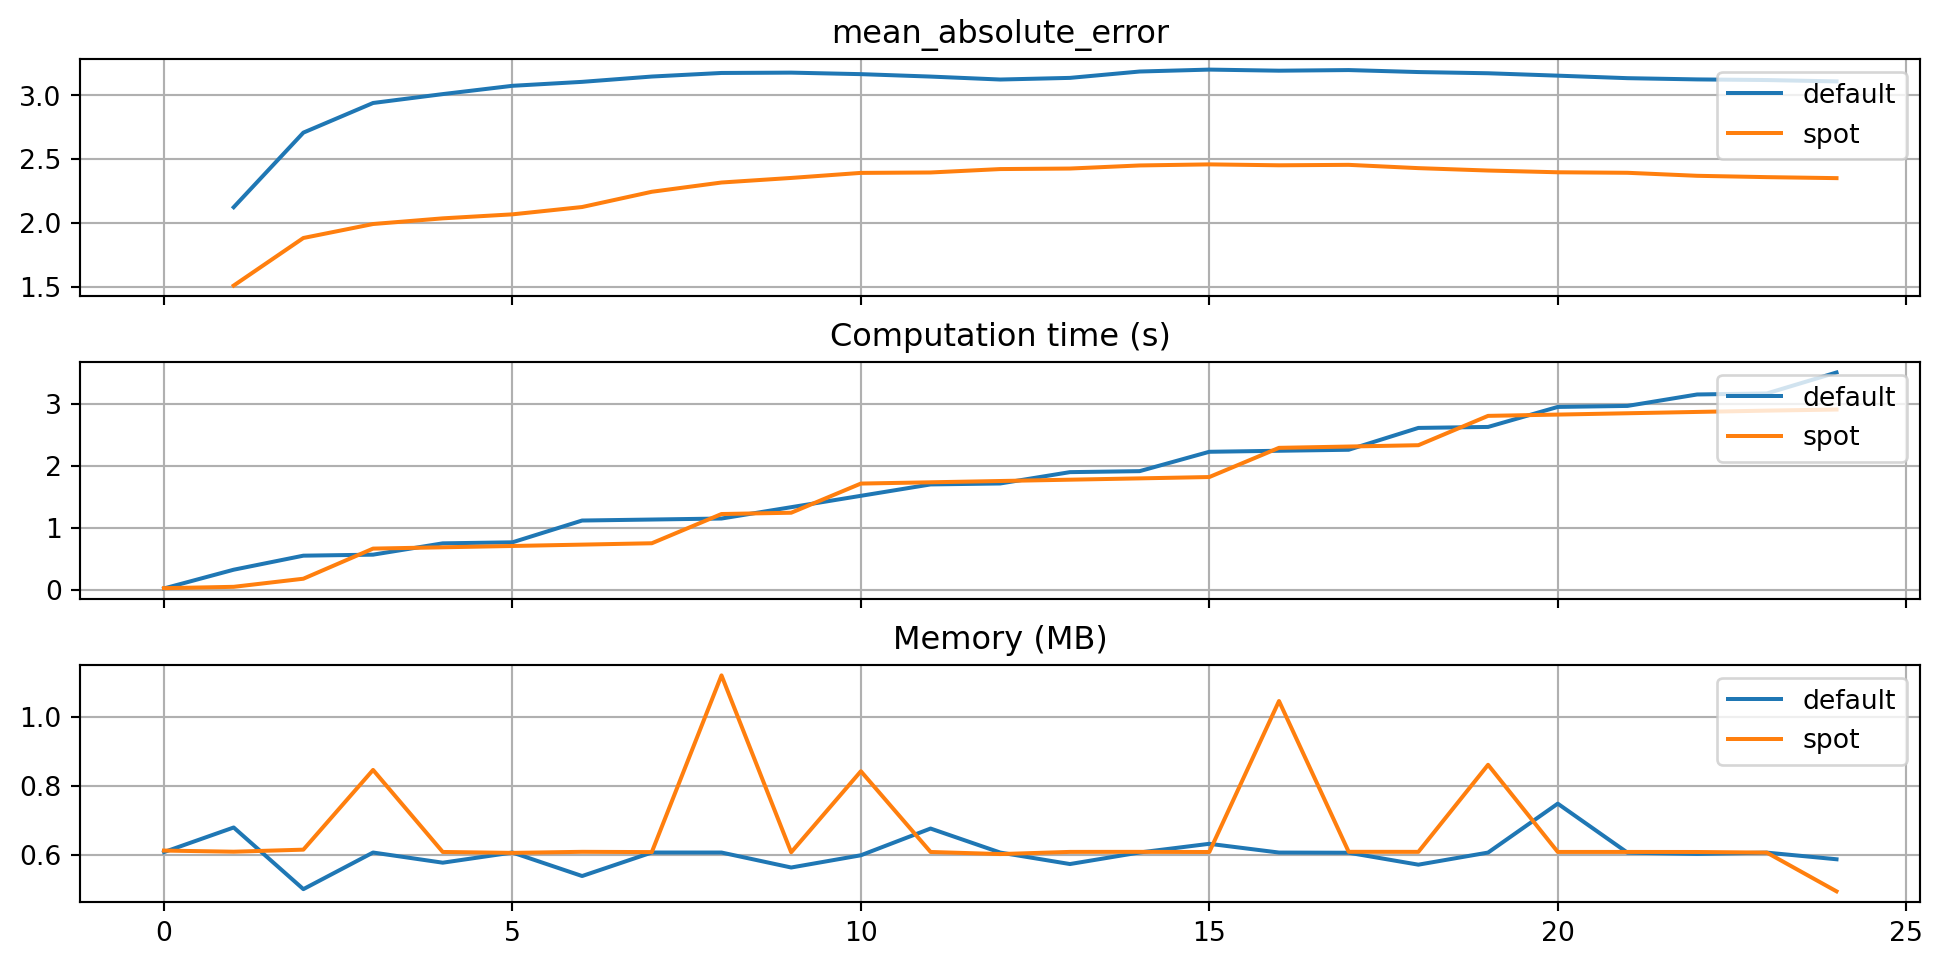 mean_absolute_error
3.0
2.5
2.0
1.5
default
spot
Computation time (s)
3
2
1
0
default
spot
Memory (MB)
1.0
0.8
0.6
default
spot
0 5 10 15 20 25